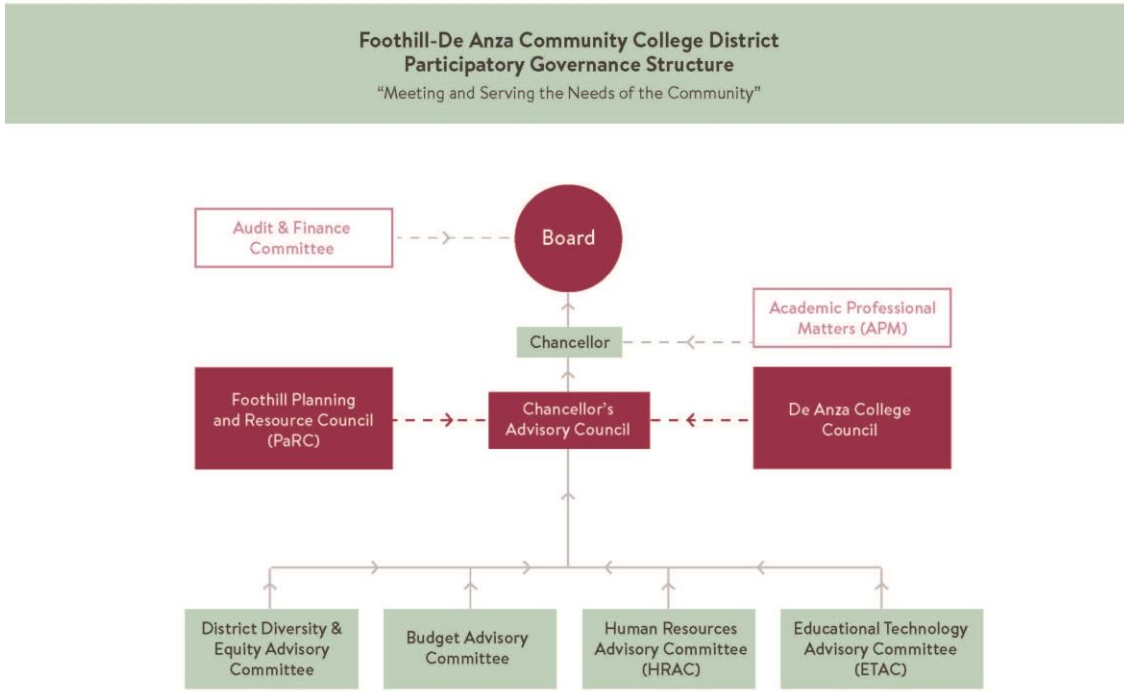 Foothill-De Anza Community College District
Participatory Governance Structure
“Meeting and Serving the Needs of the Community”
Audit & Finance
Committee
Board
Academic Professional
Matters (APM)
Chancellor
Foothill Planning
and Resource Council
(PaRC)
Chancellor’s
Advisory Council
De Anza College
Council
District Diversity &
Equity Advisory
Committee
Budget Advisory
Committee
Human Resources
Advisory Committee
(HRAC)
Educational Technology
Advisory Committee
(ETAC)